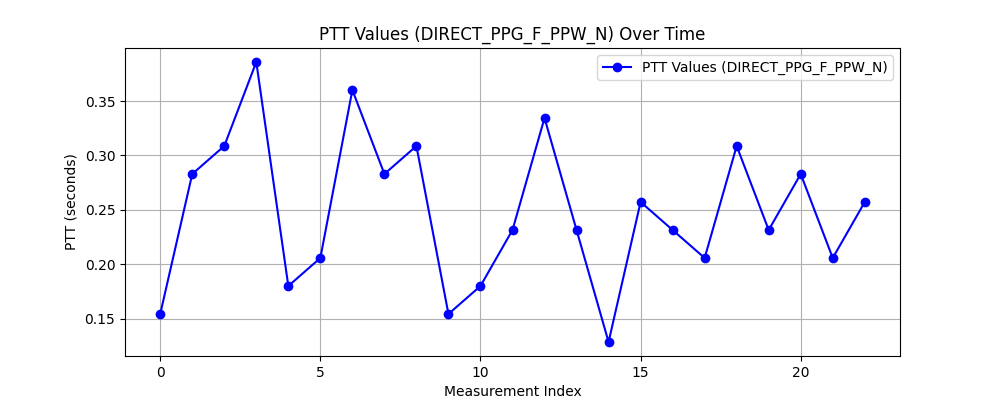 PTT Values (DIRECT_PPG_F_PPW_N) Over Time
PTT Values (DIRECT_PPG_F_PPW_N)
PTT (seconds)
0.35
0.30
0.25
0.20
0.15
0 5 10 15 20
Measurement Index